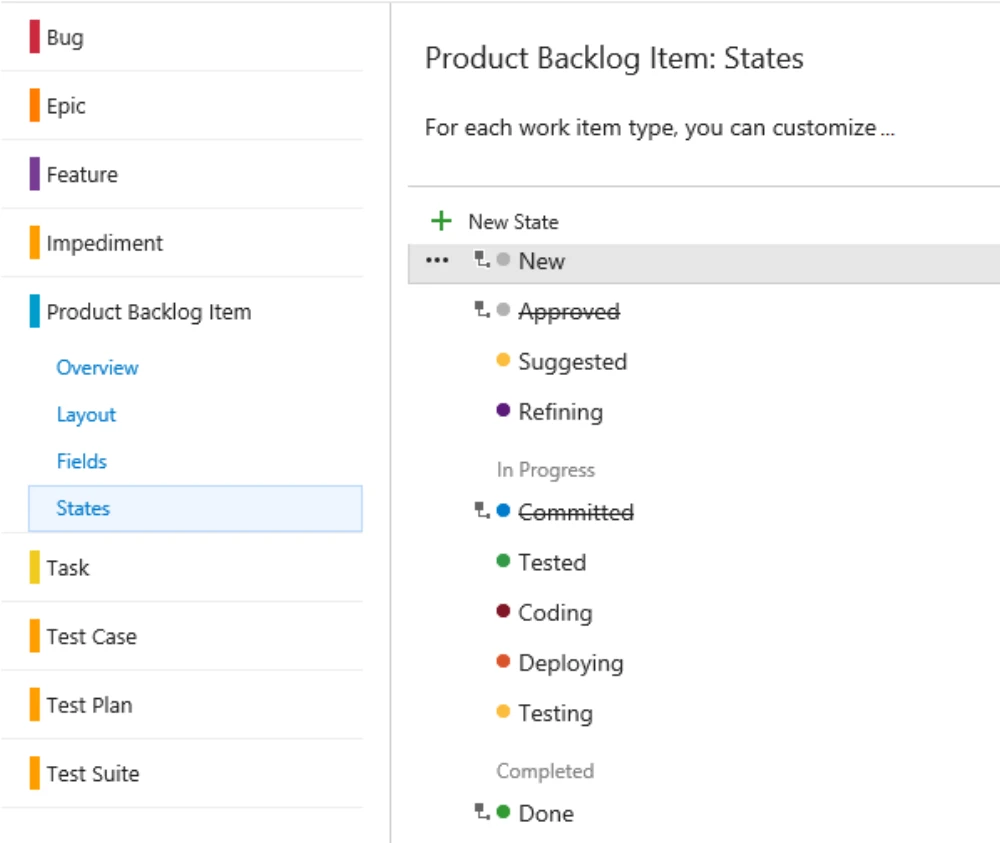 Bug
Epic
Feature
Impediment
Product Backlog Item
Overview
Layout
Fields
States
Task
Test Case
Test Plan
Test Suite
Product Backlog Item: States
For each work item type, you can customize ...
New State
New
Approved
Suggested
Refining
In Progress
Committed
Tested
Coding
Deploying
Testing
Completed
Done